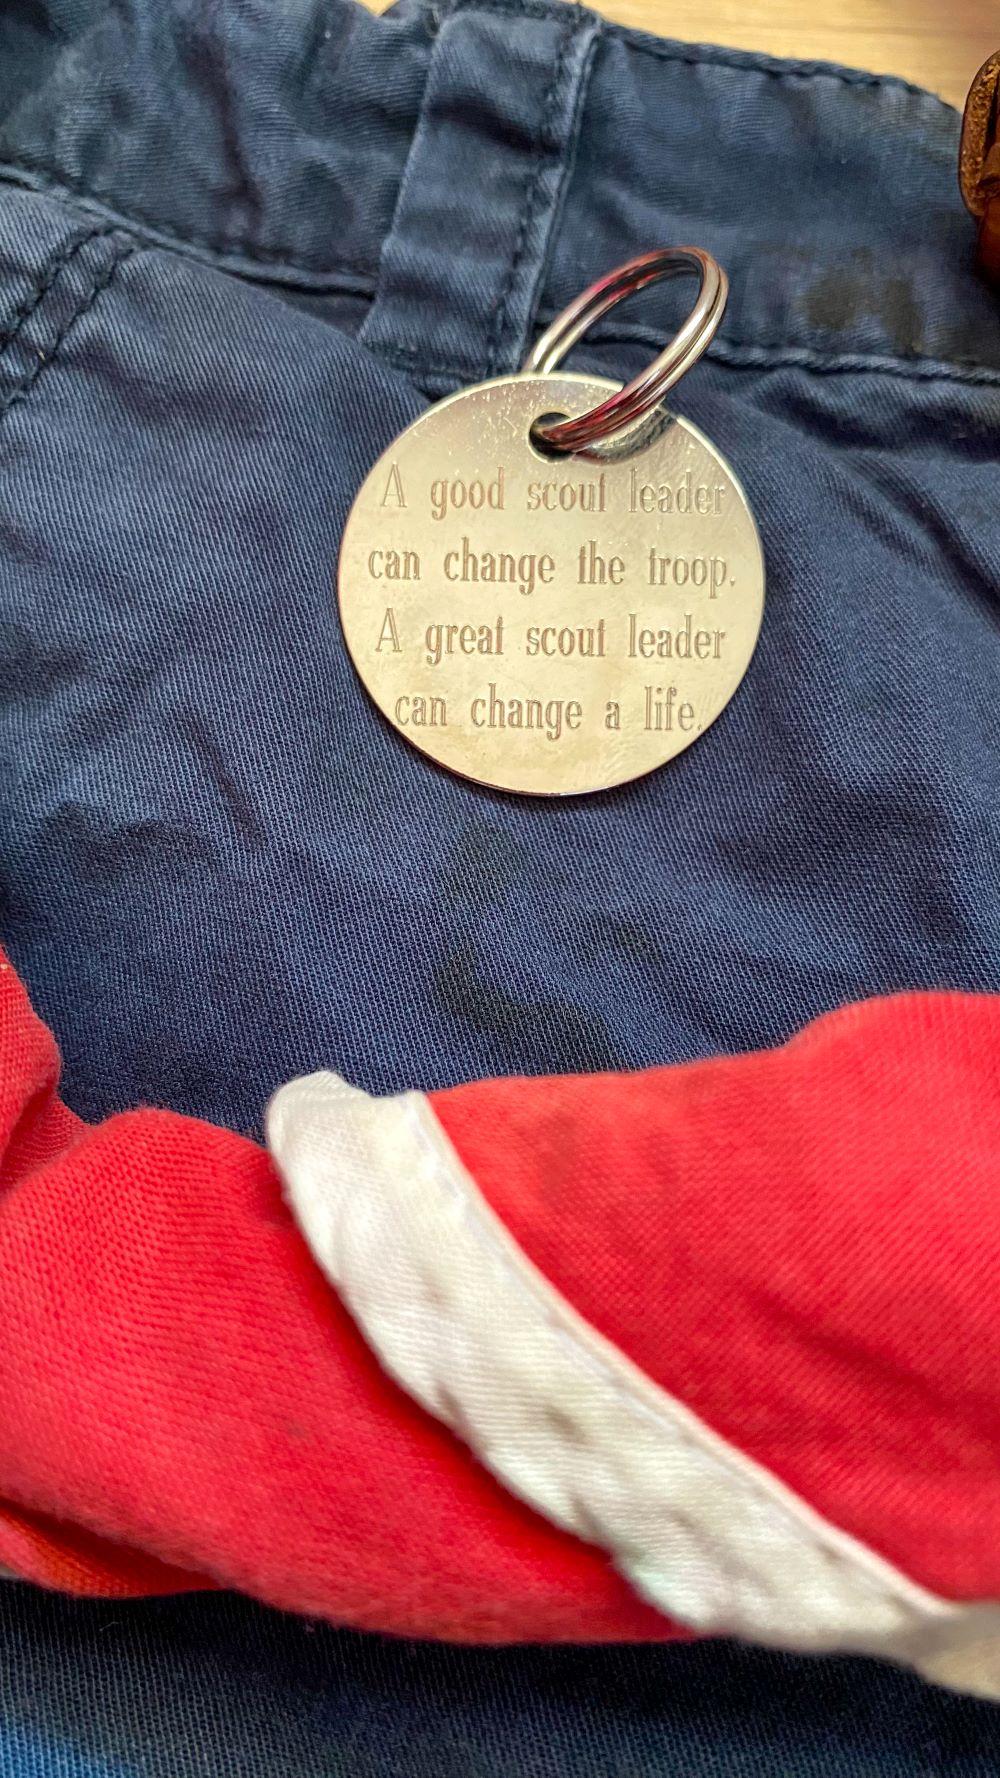 A good scout leader
can change the troop.
A great scout leader
can change a life.